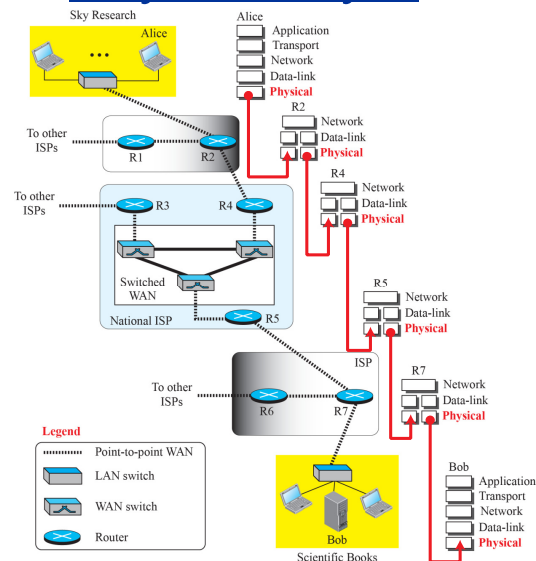 Sky Research
Alice
Alice
Application
Transport
Network
Data-link
Physical
R2
Network
Data-link
Physical
To other
ISPs
R1
R2
R4
Network
Data-link
Physical
To other
ISPs
R3
R4
Switched
WAN
National ISP
R5
R5
Network
Data-link
Physical
ISP
To other
ISPs
R6
R7
R7
Network
Data-link
Physical
Legend
Point-to-point WAN
LAN switch
WAN switch
Router
Bob
Scientific Books
Bob
Application
Transport
Network
Data-link
Physical